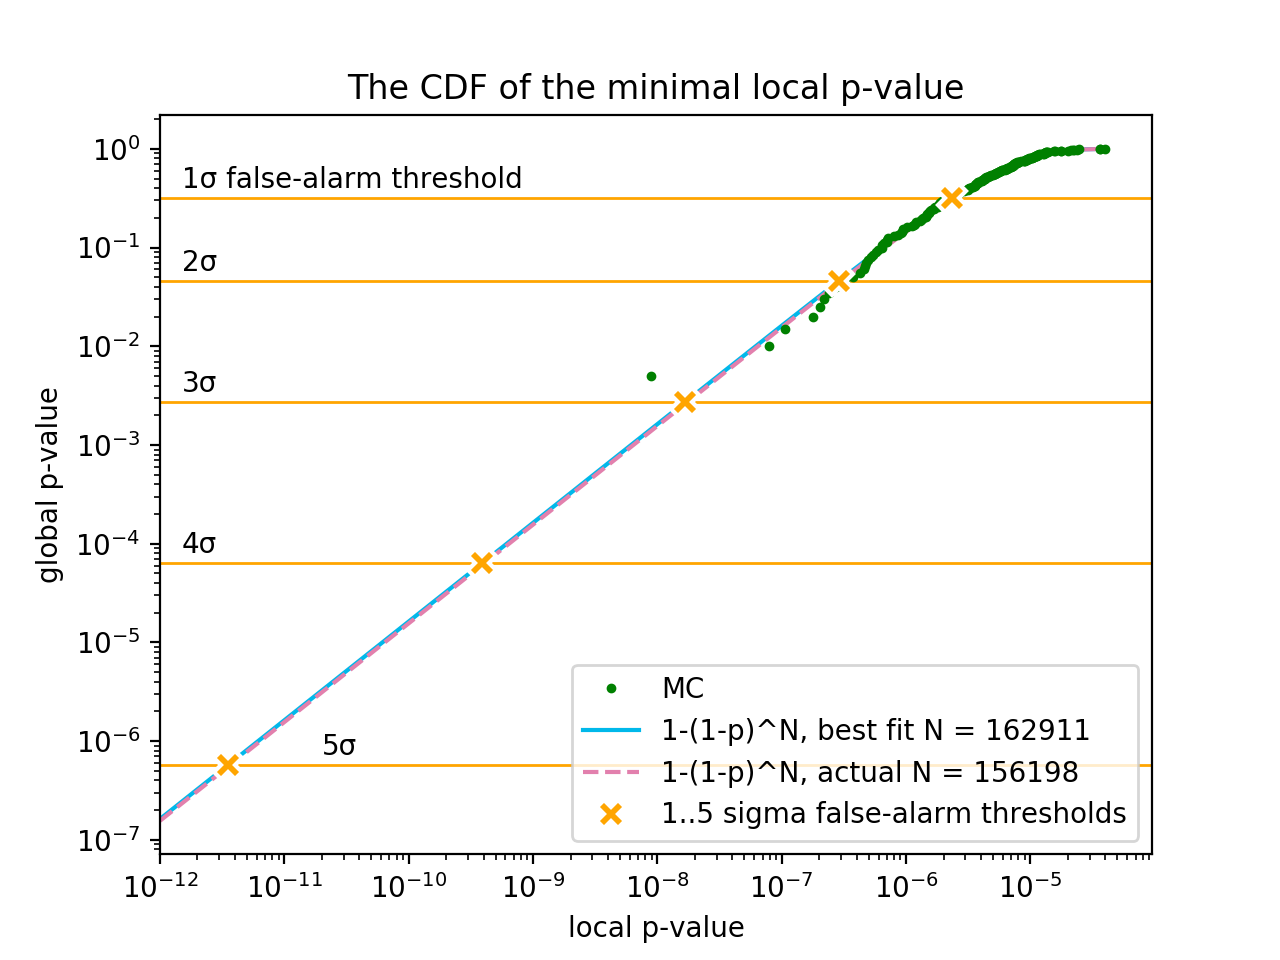 The CDF of the minimal local p-value
10⁰
10⁻¹
10⁻²
10⁻³
10⁻⁴
10⁻⁵
10⁻⁶
10⁻⁷
global p-value
1σ false-alarm threshold
2σ
3σ
4σ
5σ
MC
1-(1-p)^N, best fit N = 162911
1-(1-p)^N, actual N = 156198
1..5 sigma false-alarm thresholds
10⁻¹² 10⁻¹¹ 10⁻¹⁰ 10⁻⁹ 10⁻⁸ 10⁻⁷ 10⁻⁶ 10⁻⁵
local p-value